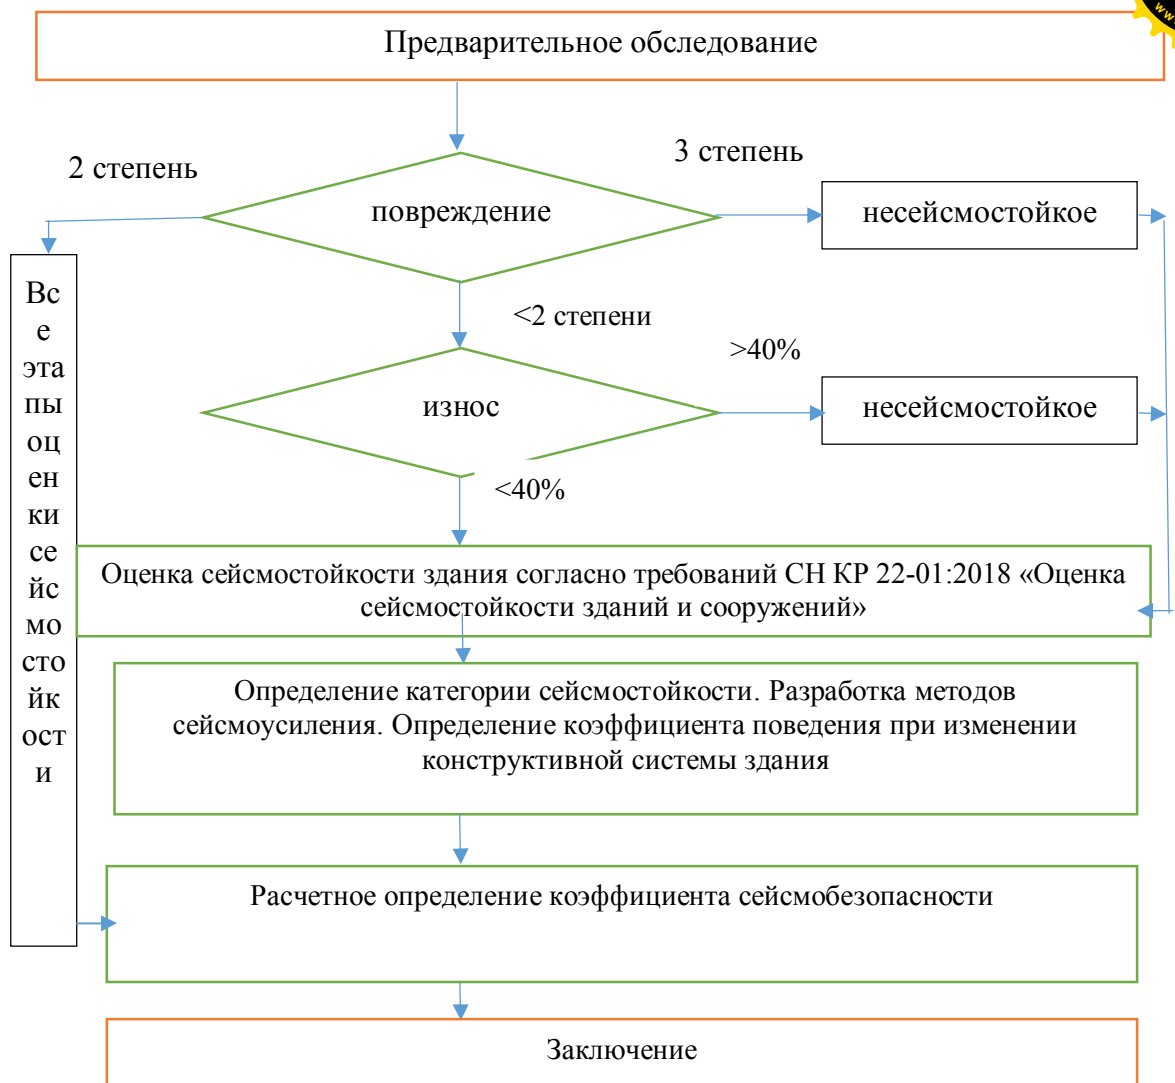 Предварительное обследование
2 степень
3 степень
повреждение
несейсмостойкое
<2 степени
>40%
износ
несейсмостойкое
<40%
Вс
е
эта
пы
оц
ен
ки
се
йс
мо
сто
йк
ост
и
Оценка сейсмостойкости здания согласно требований СН КР 22-01:2018 «Оценка
сейсмостойкости зданий и сооружений»
Определение категории сейсмостойкости. Разработка методов
сейсмоусиления. Определение коэффициента поведения при изменении
конструктивной системы здания
Расчетное определение коэффициента сейсмобезопасности
Заключение